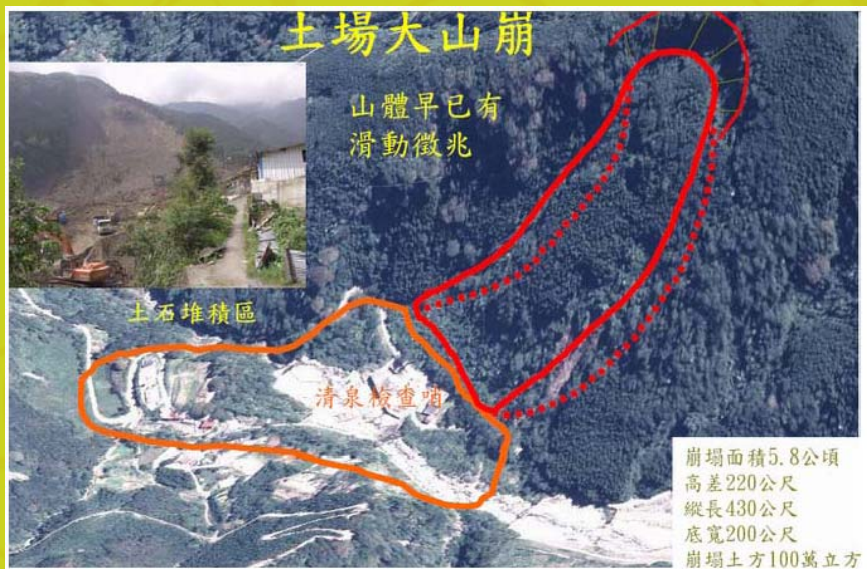 土場大山崩
山體早已有
滑動徵兆
土石堆積區
清泉檢查哨
崩塌面積5.8公頃
高差220公尺
縱長430公尺
底寬200公尺
崩塌土方100萬立方